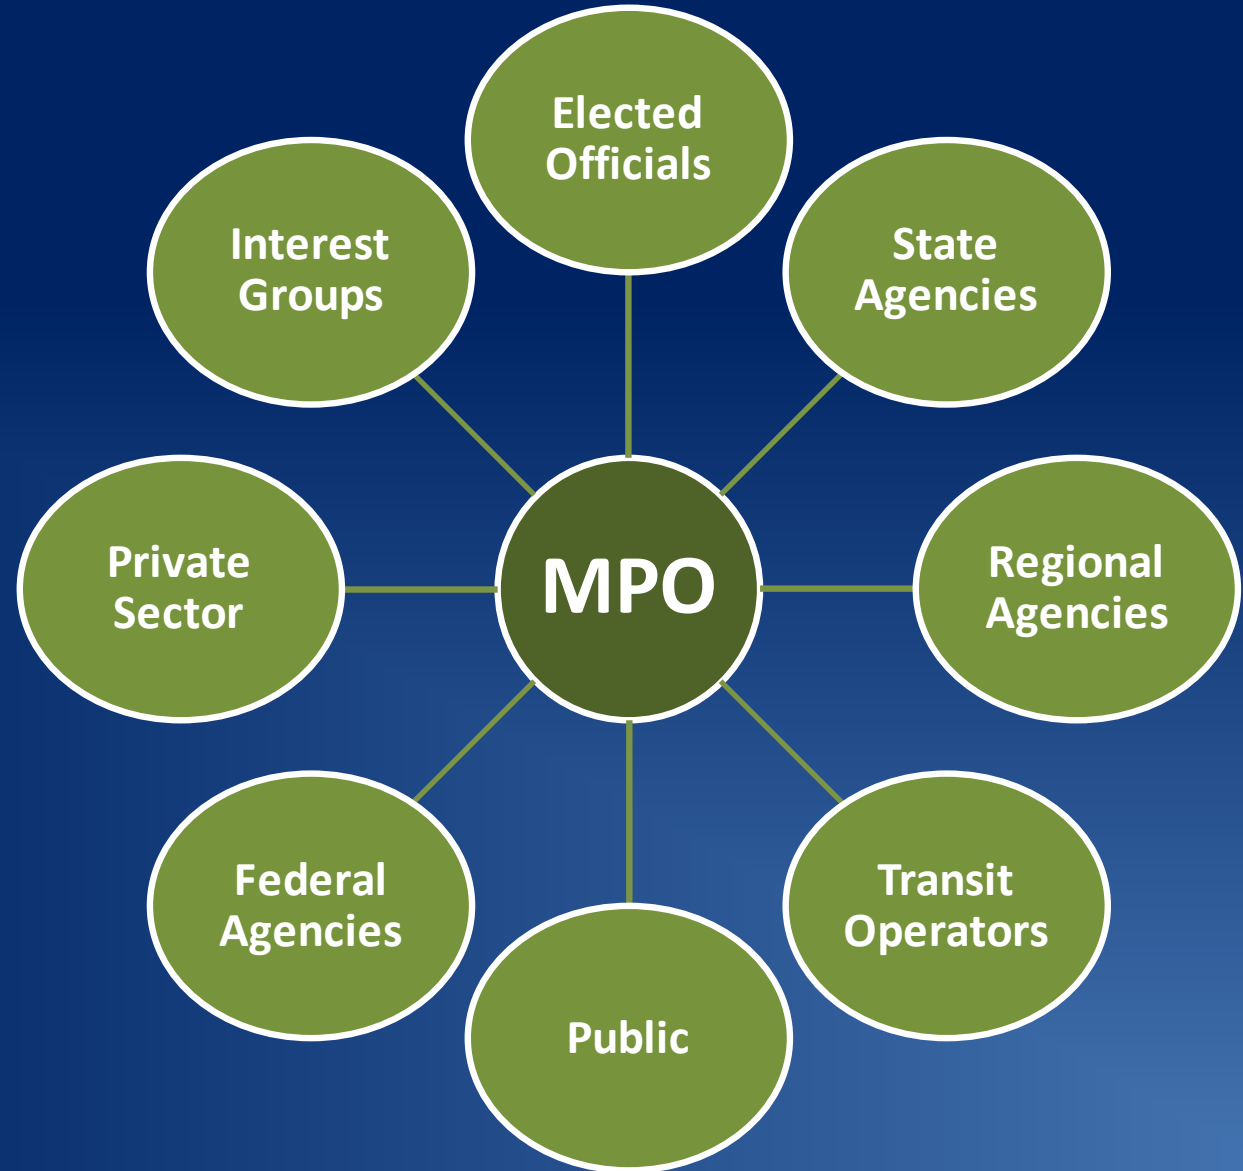 Elected
Officials
State
Agencies
Regional
Agencies
Transit
Operators
Public
Federal
Agencies
Private
Sector
Interest
Groups
MPO